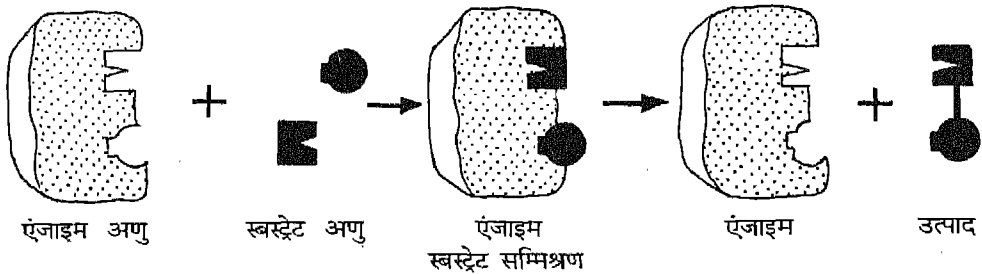 एंजाइम अणु
स्बस्ट्रेट अणु
एंजाइम
स्बस्ट्रेट सम्मिश्रण
एंजाइम
उत्पाद